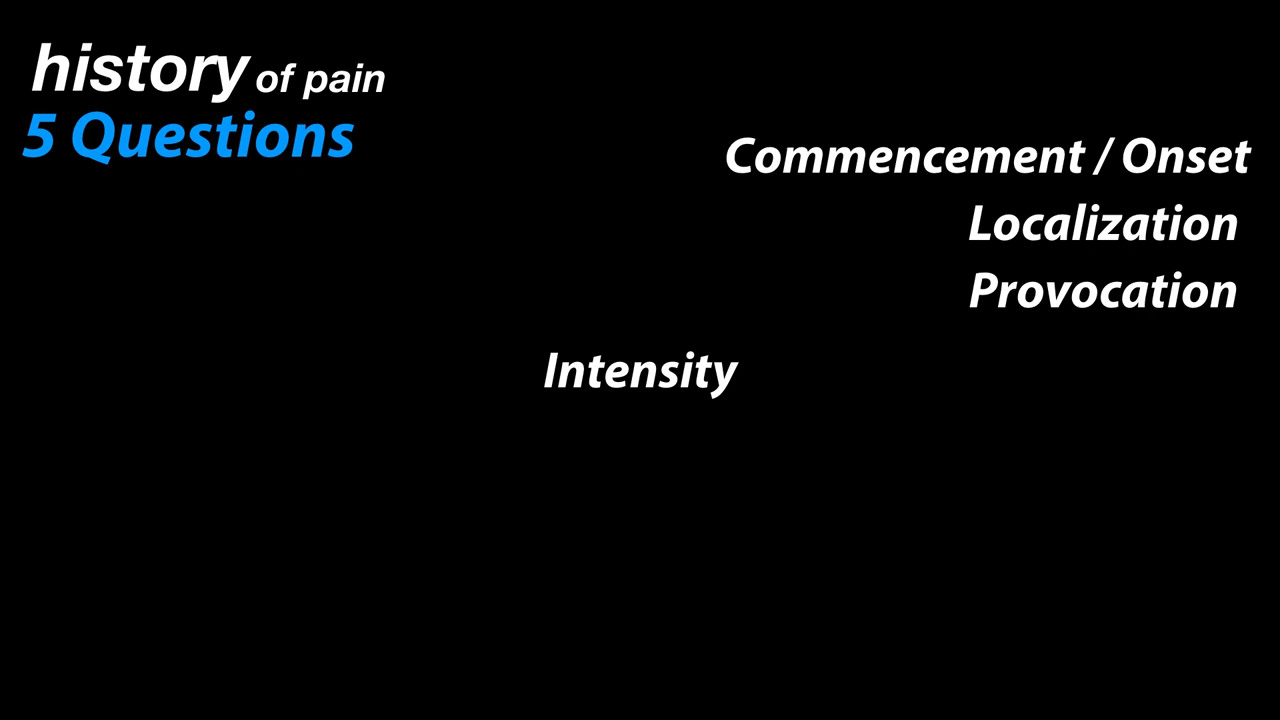 history of pain
5 Questions
Commencement / Onset
Localization
Provocation
Intensity